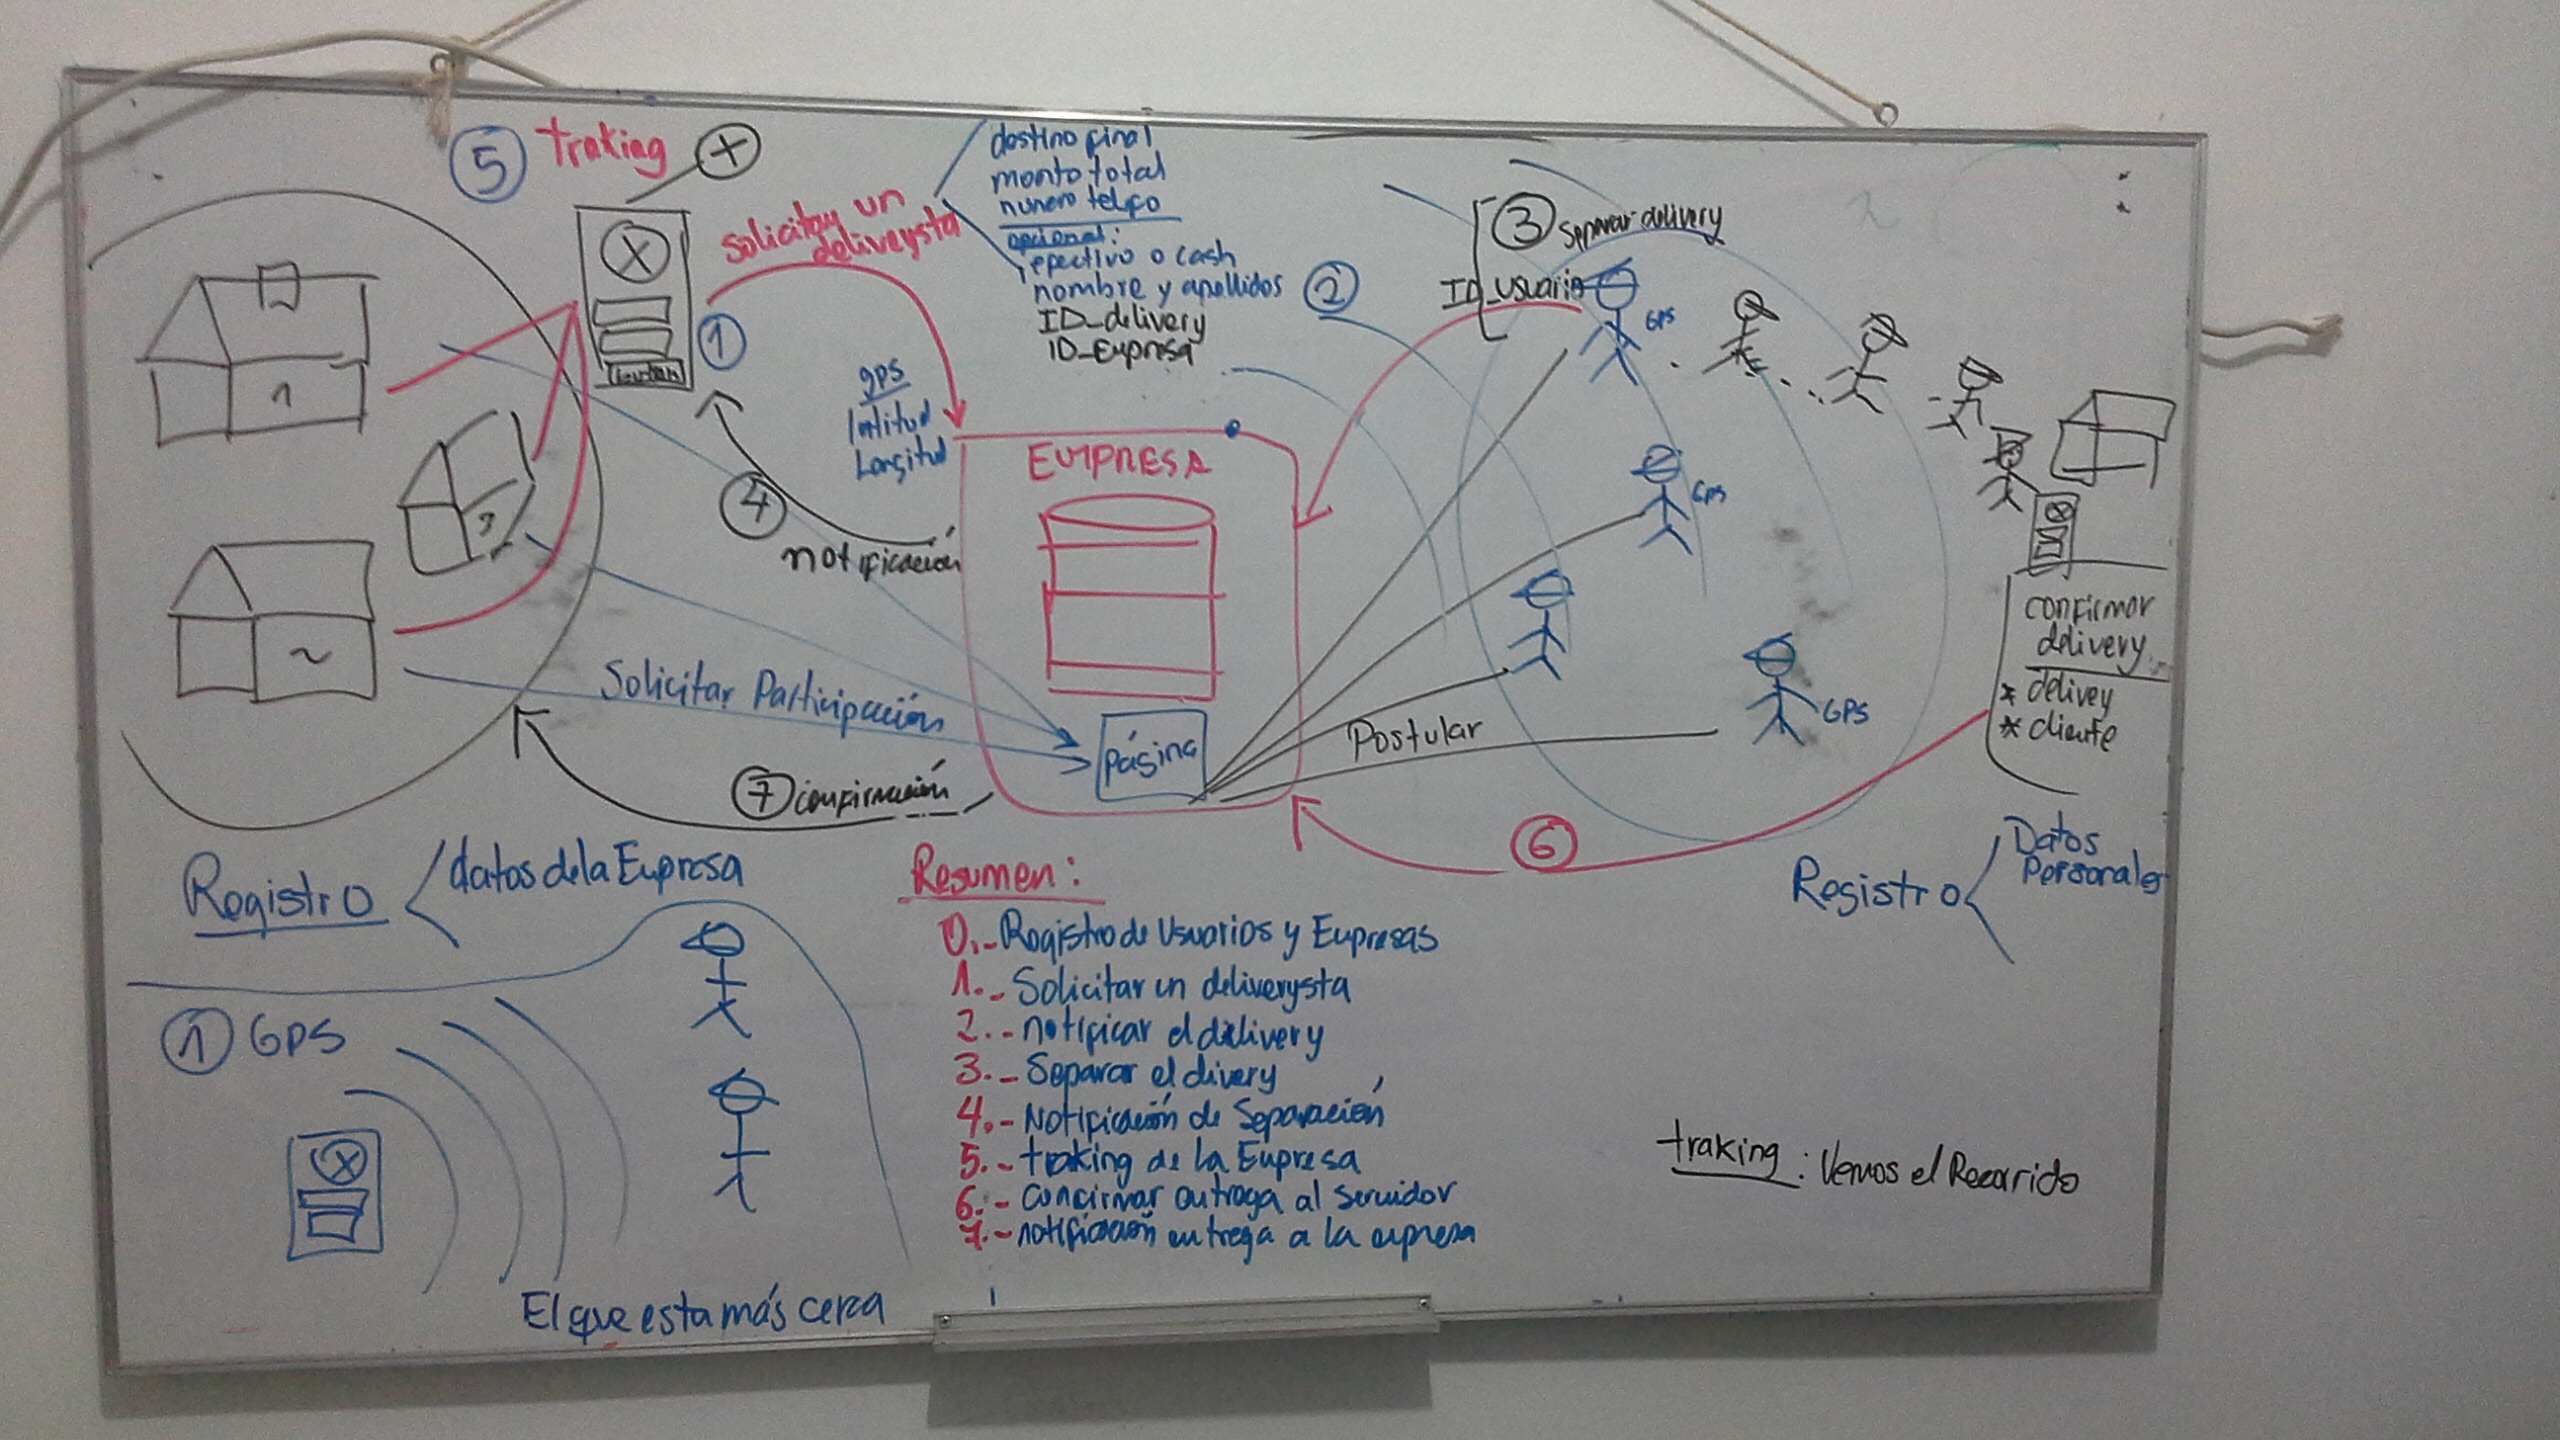 5 traking
solicitar un
deliverysta
destino final
monto total
numero telefo
opcional:
efectivo o cash
nombre y apellidos
ID_delivery
ID_Empresa
1
gps
latitud
Longitud
2
3 Separar delivery
ID_usuario
GPS
GPS
GPS
1
3
2
4
notificación
EMPRESA
Página
Solicitar Participación
Postular
7 confirmación
6
confirmar
delivery
* delivey
* cliente
Registro
datos de la Empresa
Registro
Datos
Personales
1 GPS
El que esta más cerca
Resumen:
0.- Registro de Usuarios y Empresas
1.- Solicitar un deliverysta
2.- notificar el delivery
3.- Separar el divery
4.- Notificación de Separación
5.- traking de la Empresa
6.- confirmar entrega al servidor
7.- notificación entrega a la empresa
traking: Vemos el Recorrido